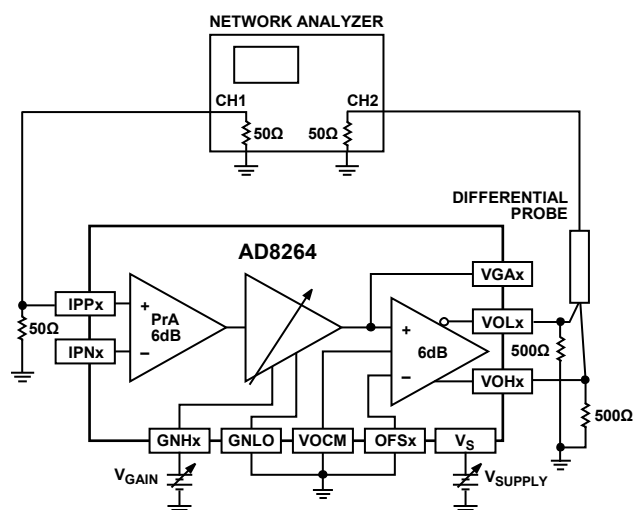 NETWORK ANALYZER
CH1
CH2
50Ω
50Ω
DIFFERENTIAL
PROBE
AD8264
VGAx
IPPx
PrA
6dB
+
–
+
–
6dB
VOLx
50Ω
IPNx
500Ω
VOHx
500Ω
GNHx
GNLO
VOCM
OFSx
VS
VGAIN
VSUPPLY